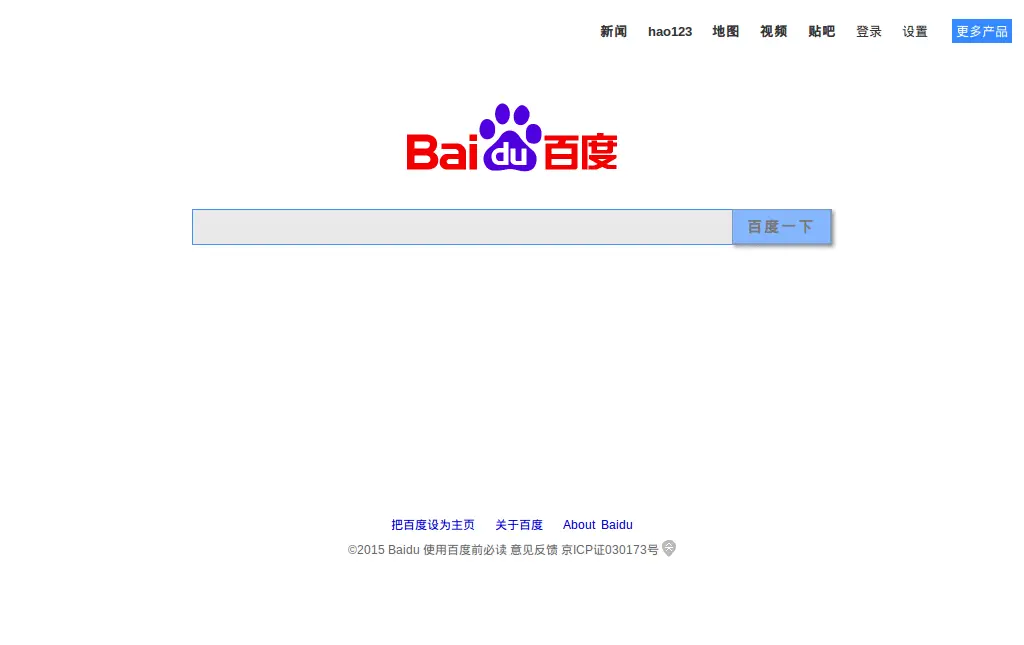 新闻 hao123 地图 视频 贴吧 登录 设置 更多产品
Bai du 百度
百度一下
把百度设为主页 关于百度 About Baidu
©2015 Baidu 使用百度前必读 意见反馈 京ICP证030173号